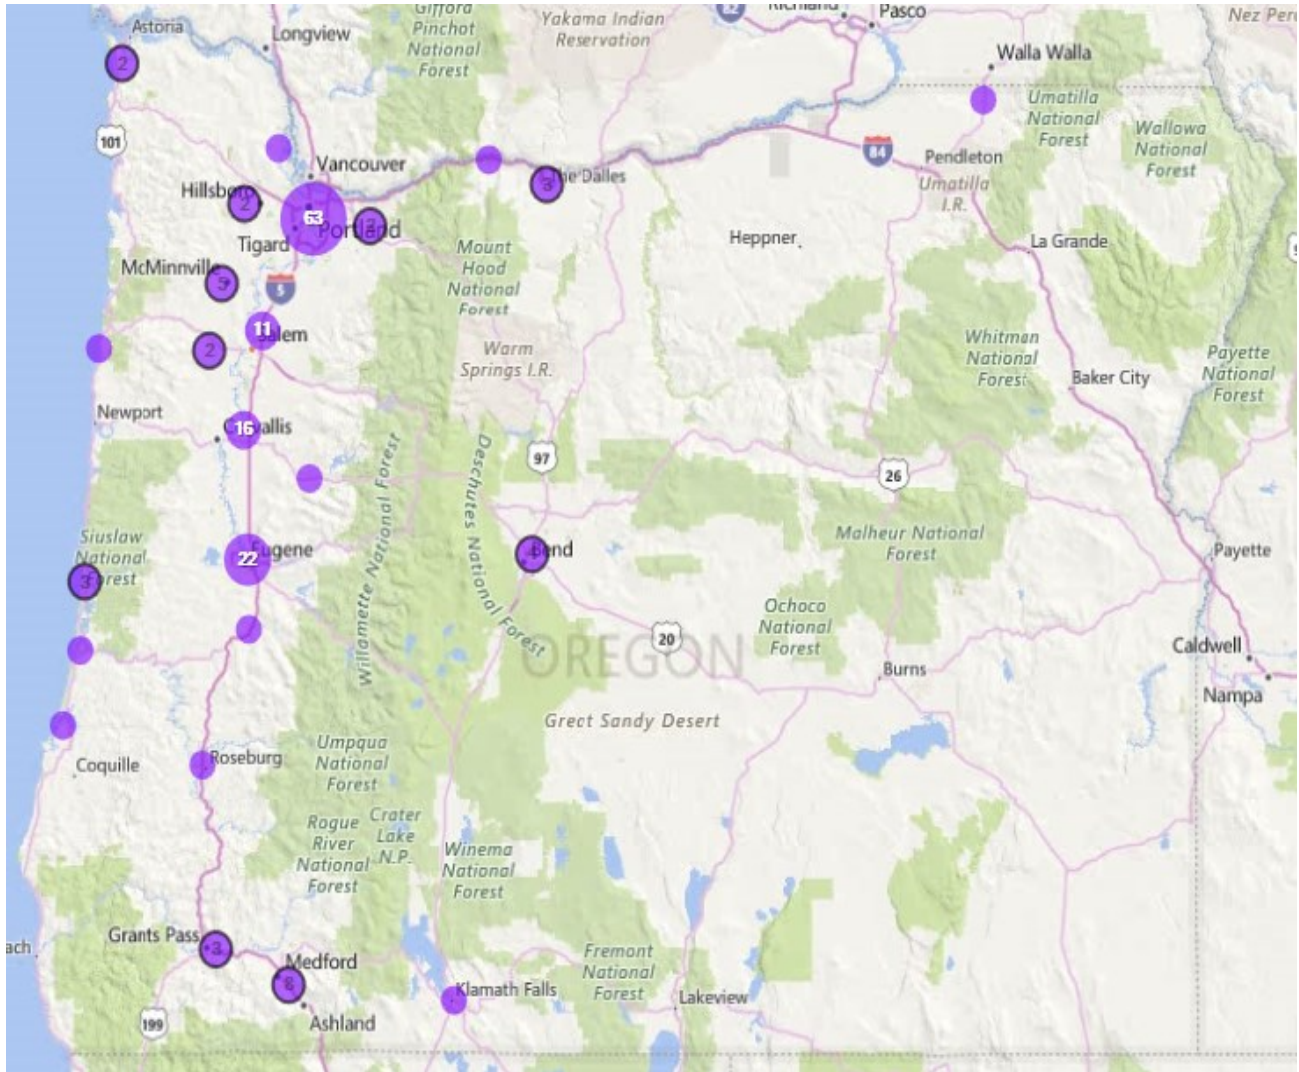 Gifford
Pinchot
National
Forest
Astoria
Longview
Yakama Indian
Reservation
82
Richland
Pasco
Nez Perc
2
101
Walla Walla
Umatilla
National
Forest
Wallowa
National
Forest
Vancouver
84
Pendleton
Umatilla
I.R.
The Dalles
3
Hillsboro
2
63
Portland
2
Tigard
Heppner
La Grande
McMinnville
5
5
Mount
Hood
National
Forest
11
Salem
2
Warm
Springs I.R.
Whitman
National
Forest
Payette
National
Forest
Baker City
Newport
16
Corvallis
97
26
Willamette National Forest
Deschutes National Forest
Siuslaw
National
Forest
3
22
Eugene
Bend
Malheur National
Forest
Payette
Ochoco
National
Forest
20
OREGON
Caldwell
Burns
Nampa
Great Sandy Desert
Coquille
Roseburg
Umpqua
National
Forest
Rogue
River
National
Forest
Crater
Lake
N.P.
Winema
National
Forest
Grants Pass
3
ach
Medford
Fremont
National
Forest
Klamath Falls
Lakeview
199
Ashland